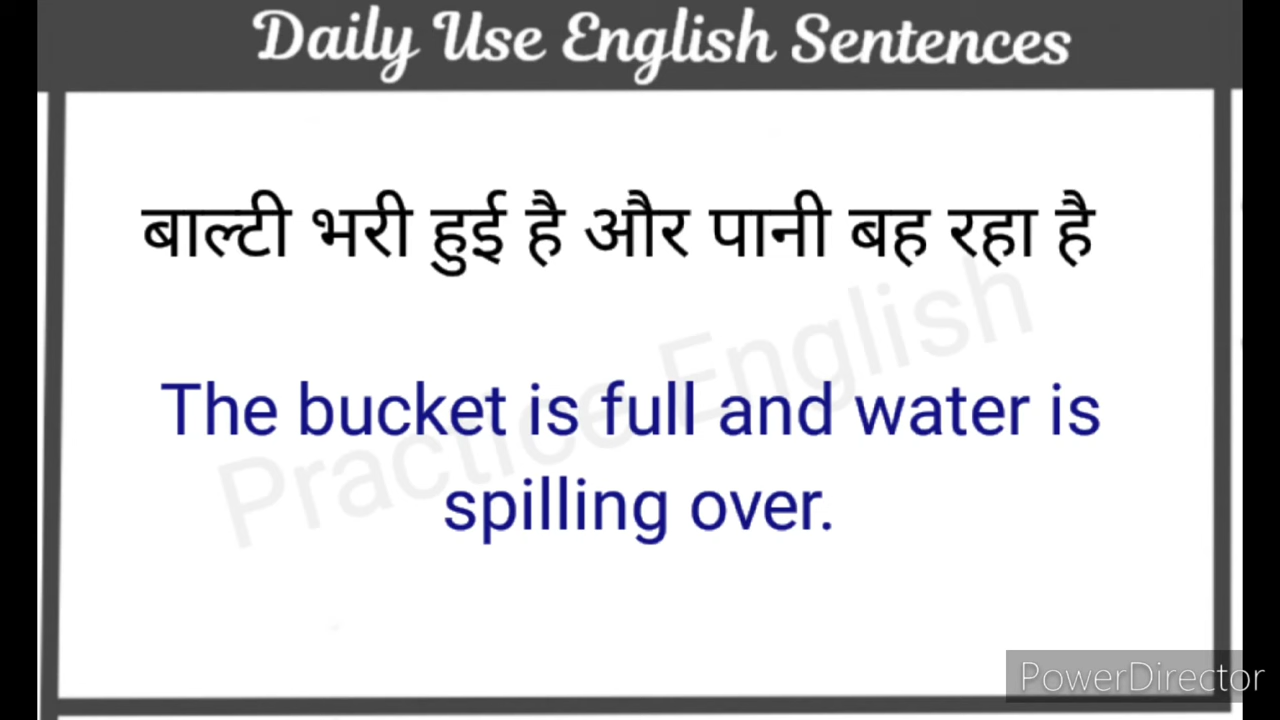 Daily Use English Sentences
बाल्टी भरी हुई है और पानी बह रहा है
The bucket is full and water is
spilling over.
Practice English
PowerDirector